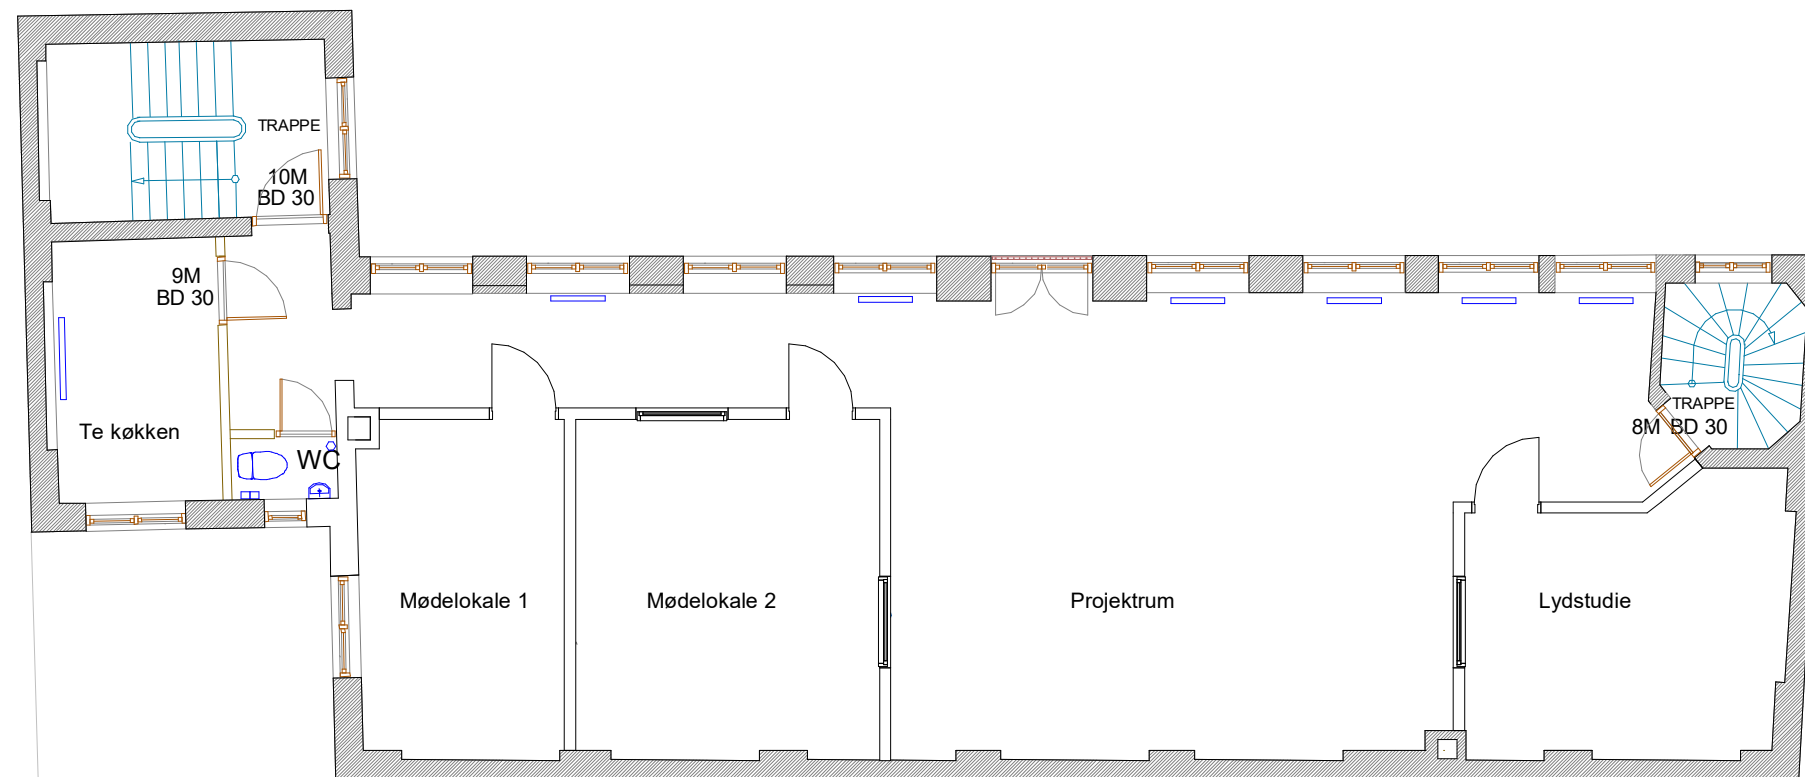 TRAPPE
10M
BD 30
9M
BD 30
TRAPPE
8M BD 30
Te køkken
WC
Mødelokale 1
Mødelokale 2
Projektrum
Lydstudie